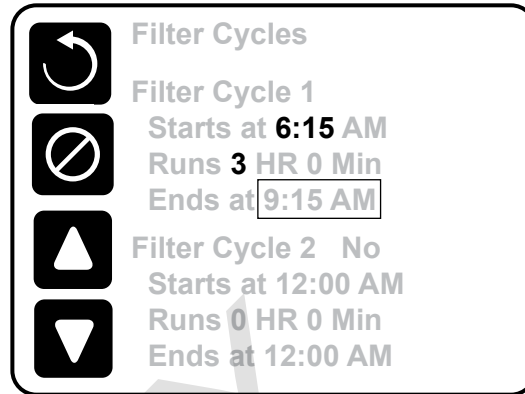 Filter Cycles
Filter Cycle 1
Starts at 6:15 AM
Runs 3 HR 0 Min
Ends at 9:15 AM
Filter Cycle 2 No
Starts at 12:00 AM
Runs 0 HR 0 Min
Ends at 12:00 AM